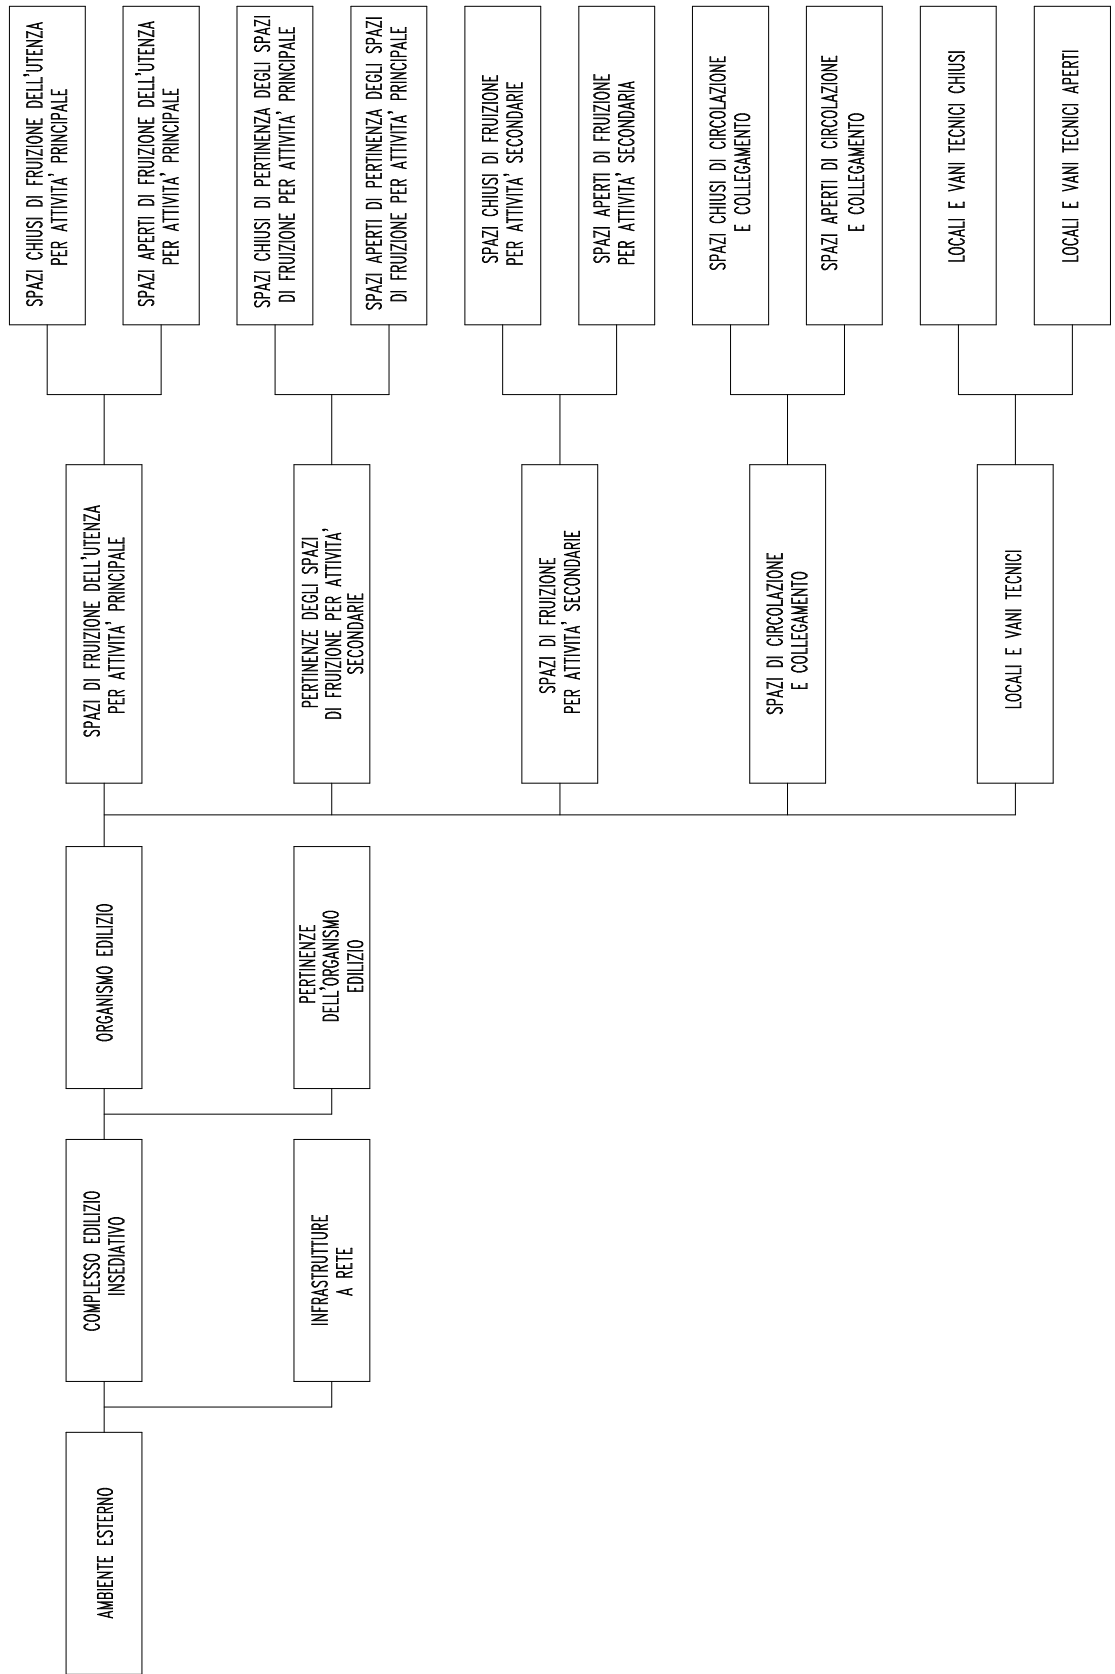 AMBIENTE ESTERNO
COMPLESSO EDILIZIO
INSEDIATIVO
INFRASTRUTTURE
A RETE
ORGANISMO EDILIZIO
PERTINENZE
DELL'ORGANISMO
EDILIZIO
SPAZI DI FRUIZIONE DELL'UTENZA
PER ATTIVITA' PRINCIPALE
PERTINENZE DEGLI SPAZI
DI FRUIZIONE PER ATTIVITA'
SECONDARIE
SPAZI DI FRUIZIONE
PER ATTIVITA' SECONDARIE
SPAZI DI CIRCOLAZIONE
E COLLEGAMENTO
LOCALI E VANI TECNICI
SPAZI CHIUSI DI FRUIZIONE DELL'UTENZA
PER ATTIVITA' PRINCIPALE
SPAZI APERTI DI FRUIZIONE DELL'UTENZA
PER ATTIVITA' PRINCIPALE
SPAZI CHIUSI DI PERTINENZA DEGLI SPAZI
DI FRUIZIONE PER ATTIVITA' PRINCIPALE
SPAZI APERTI DI PERTINENZA DEGLI SPAZI
DI FRUIZIONE PER ATTIVITA' PRINCIPALE
SPAZI CHIUSI DI FRUIZIONE
PER ATTIVITA' SECONDARIE
SPAZI APERTI DI FRUIZIONE
PER ATTIVITA' SECONDARIA
SPAZI CHIUSI DI CIRCOLAZIONE
E COLLEGAMENTO
SPAZI APERTI DI CIRCOLAZIONE
E COLLEGAMENTO
LOCALI E VANI TECNICI CHIUSI
LOCALI E VANI TECNICI APERTI